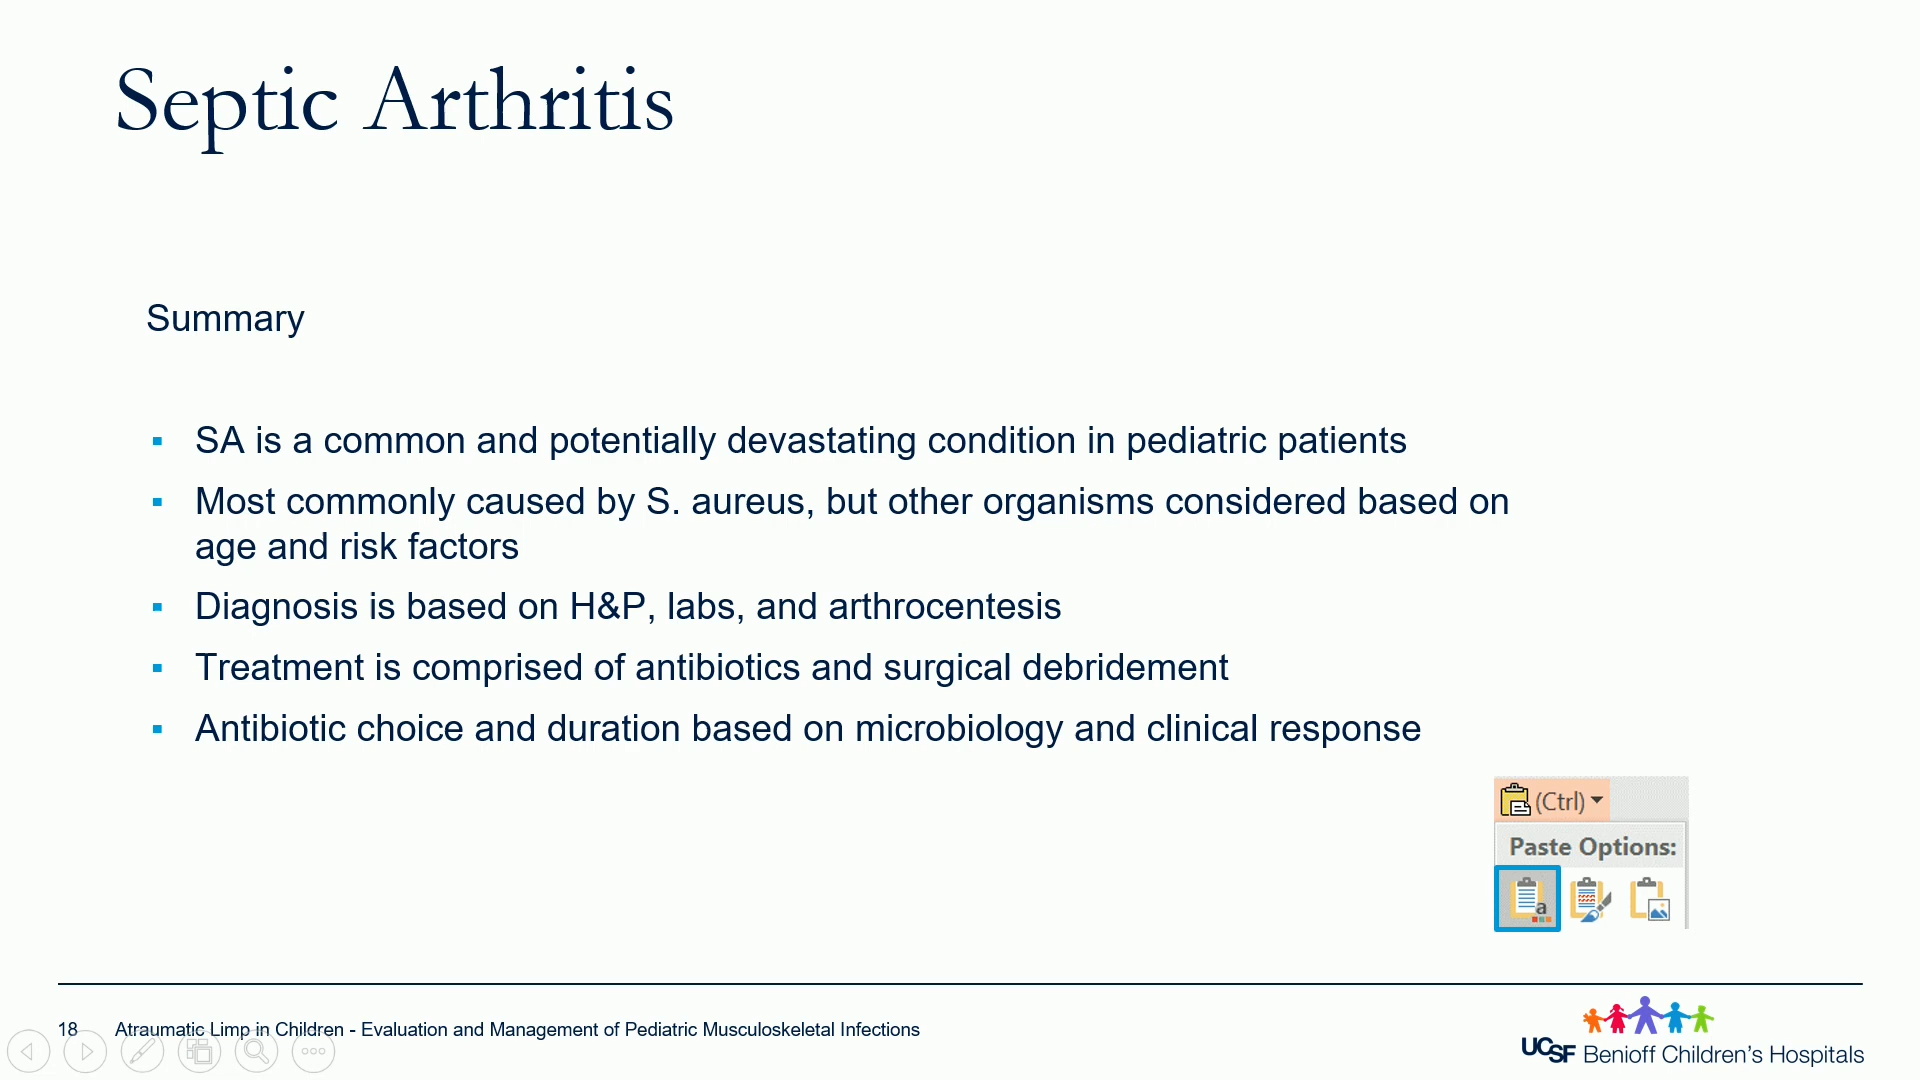 Septic Arthritis
Summary
▪ SA is a common and potentially devastating condition in pediatric patients
▪ Most commonly caused by S. aureus, but other organisms considered based on
age and risk factors
▪ Diagnosis is based on H&P, labs, and arthrocentesis
▪ Treatment is comprised of antibiotics and surgical debridement
▪ Antibiotic choice and duration based on microbiology and clinical response
(Ctrl)
Paste Options:
a
18 Atraumatic Limp in Children - Evaluation and Management of Pediatric Musculoskeletal Infections
UCSF Benioff Children's Hospitals